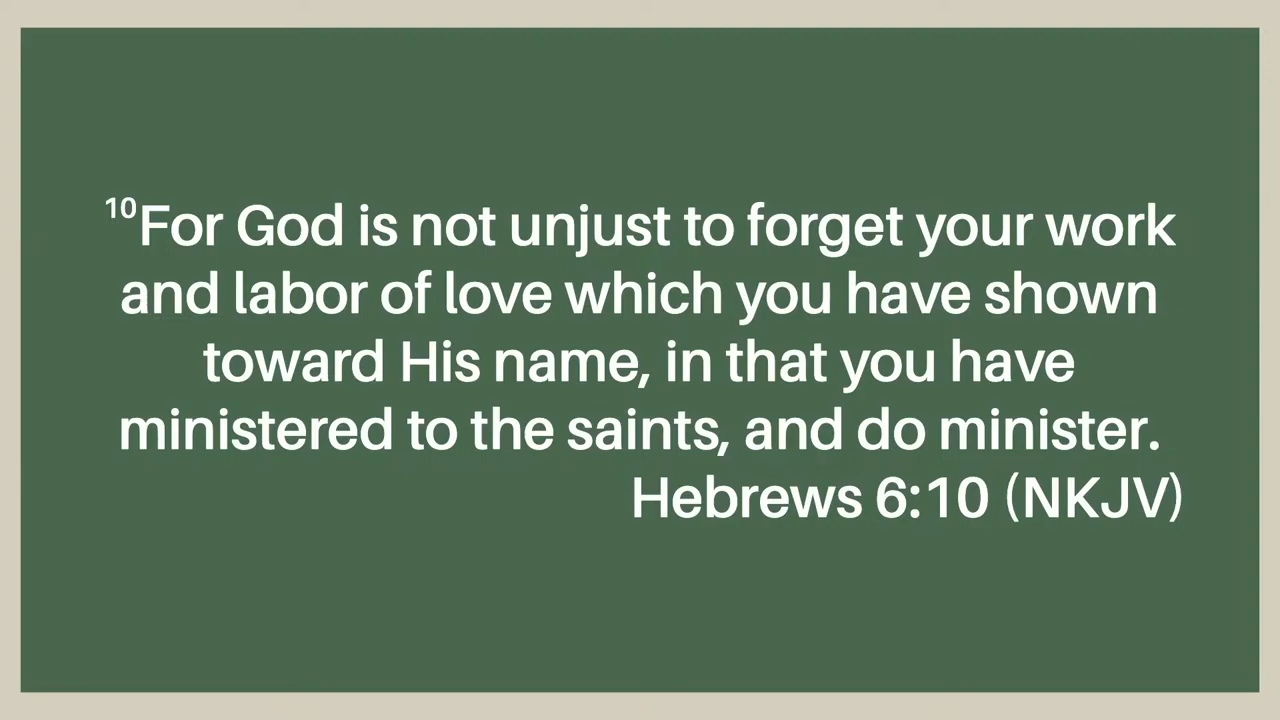 ¹⁰For God is not unjust to forget your work
and labor of love which you have shown
toward His name, in that you have
ministered to the saints, and do minister.
Hebrews 6:10 (NKJV)